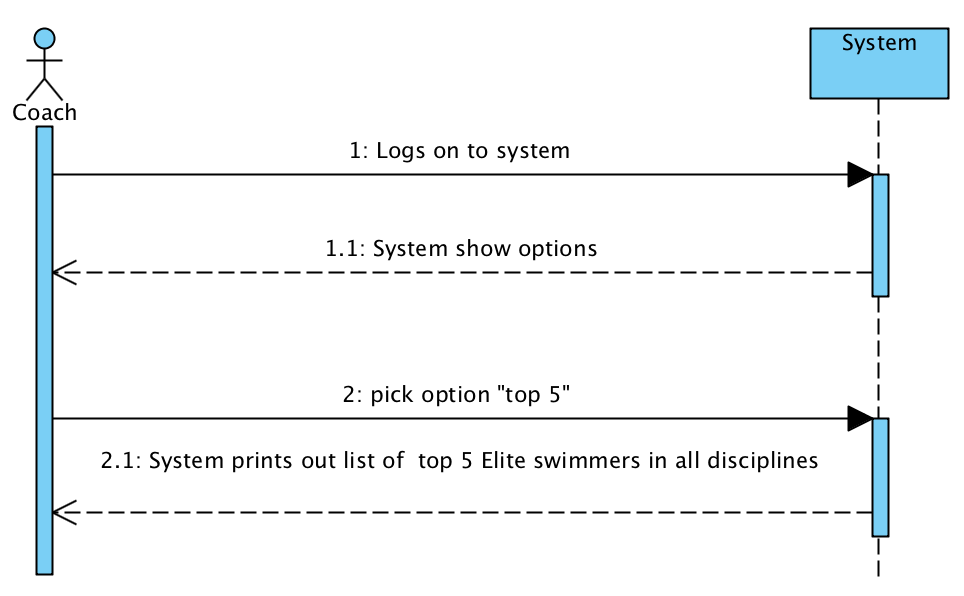 System
Coach
1: Logs on to system
1.1: System show options
2: pick option "top 5"
2.1: System prints out list of  top 5 Elite swimmers in all disciplines